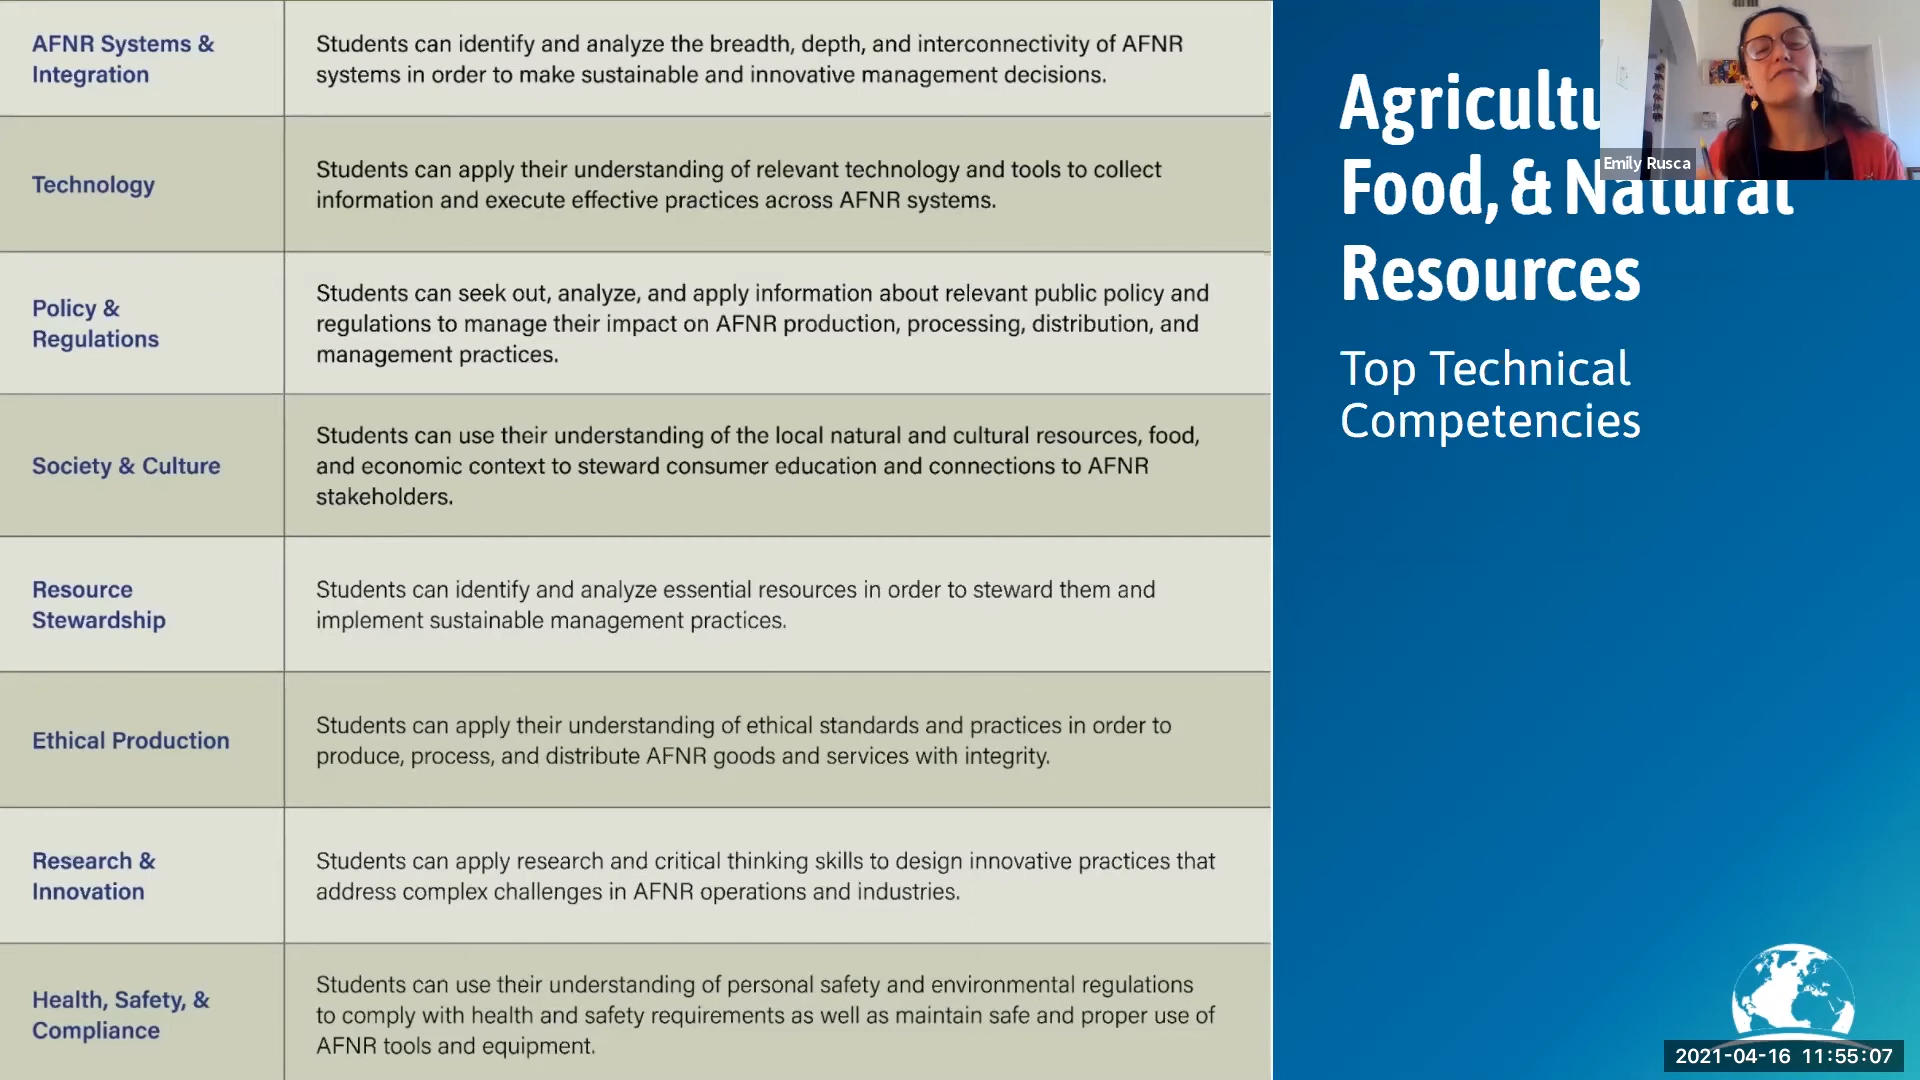 AFNR Systems &
Integration
Students can identify and analyze the breadth, depth, and interconnectivity of AFNR
systems in order to make sustainable and innovative management decisions.
Technology
Students can apply their understanding of relevant technology and tools to collect
information and execute effective practices across AFNR systems.
Policy &
Regulations
Students can seek out, analyze, and apply information about relevant public policy and
regulations to manage their impact on AFNR production, processing, distribution, and
management practices.
Society & Culture
Students can use their understanding of the local natural and cultural resources, food,
and economic context to steward consumer education and connections to AFNR
stakeholders.
Resource
Stewardship
Students can identify and analyze essential resources in order to steward them and
implement sustainable management practices.
Ethical Production
Students can apply their understanding of ethical standards and practices in order to
produce, process, and distribute AFNR goods and services with integrity.
Research &
Innovation
Students can apply research and critical thinking skills to design innovative practices that
address complex challenges in AFNR operations and industries.
Health, Safety, &
Compliance
Students can use their understanding of personal safety and environmental regulations
to comply with health and safety requirements as well as maintain safe and proper use of
AFNR tools and equipment.
Food, & Natural
Resources
Top Technical
Competencies
Emily Rusca
2021-04-16 11:55:07